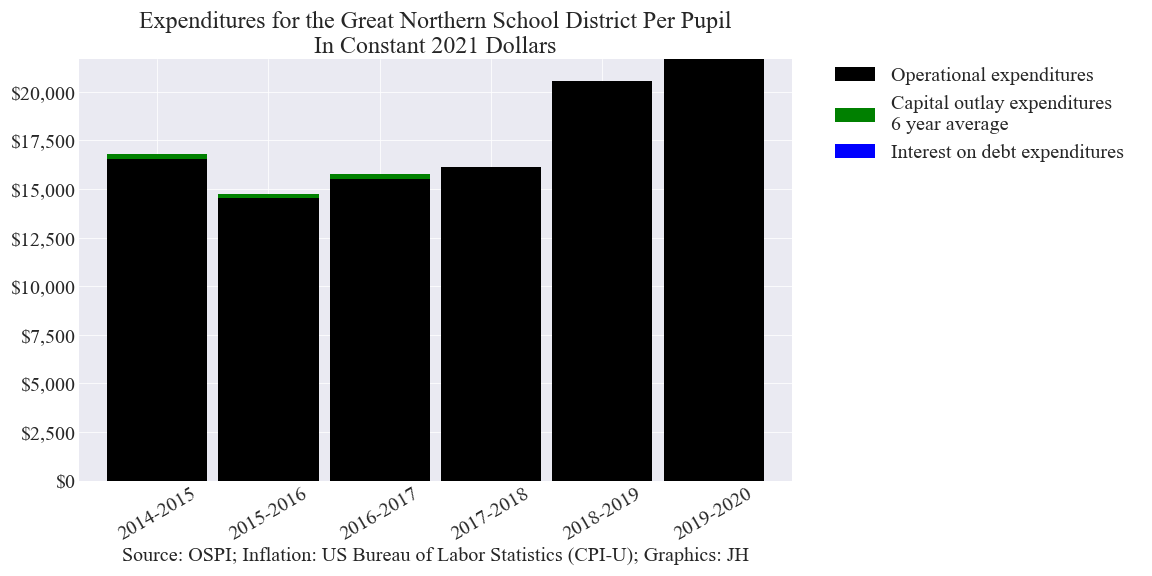 Expenditures for the Great Northern School District Per Pupil
In Constant 2021 Dollars
$20,000
$17,500
$15,000
$12,500
$10,000
$7,500
$5,000
$2,500
$0
2014-2015
2015-2016
2016-2017
2017-2018
2018-2019
2019-2020
Operational expenditures
Capital outlay expenditures
6 year average
Interest on debt expenditures
Source: OSPI; Inflation: US Bureau of Labor Statistics (CPI-U); Graphics: JH